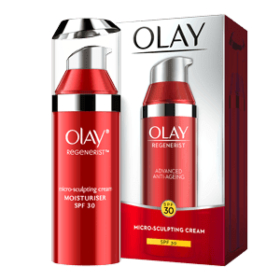 OLAY
REGENERIST
micro-sculpting cream
MOISTURISER
SPF 30
OLAY
REGENERIST
ADVANCED
ANTI-AGEING
SPF
30
MICRO-SCULPTING CREAM
SPF 30